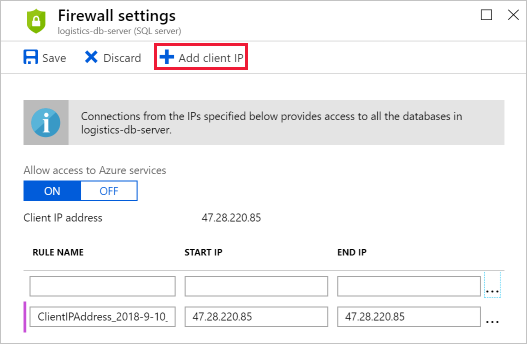 Firewall settings
logistics-db-server (SQL server)
Save Discard Add client IP
Connections from the IPs specified below provides access to all the databases in
logistics-db-server.
Allow access to Azure services
ON OFF
Client IP address 47.28.220.85
RULE NAME START IP END IP
...
ClientIPAddress_2018-9-10_ 47.28.220.85 47.28.220.85 ...